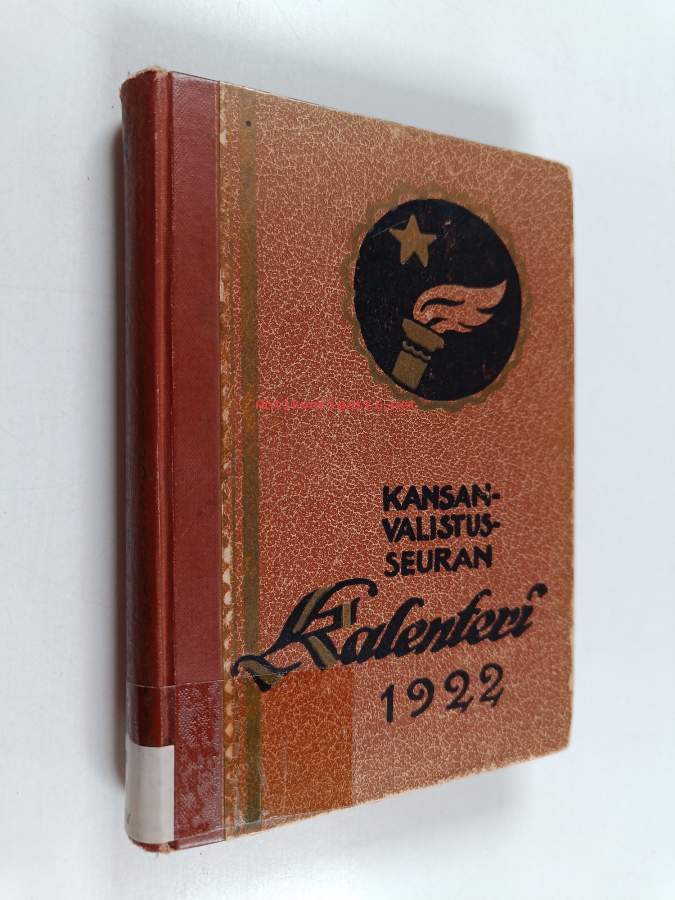 KANSAN-
VALISTUS-
SEURAN
Kalenteri
1922